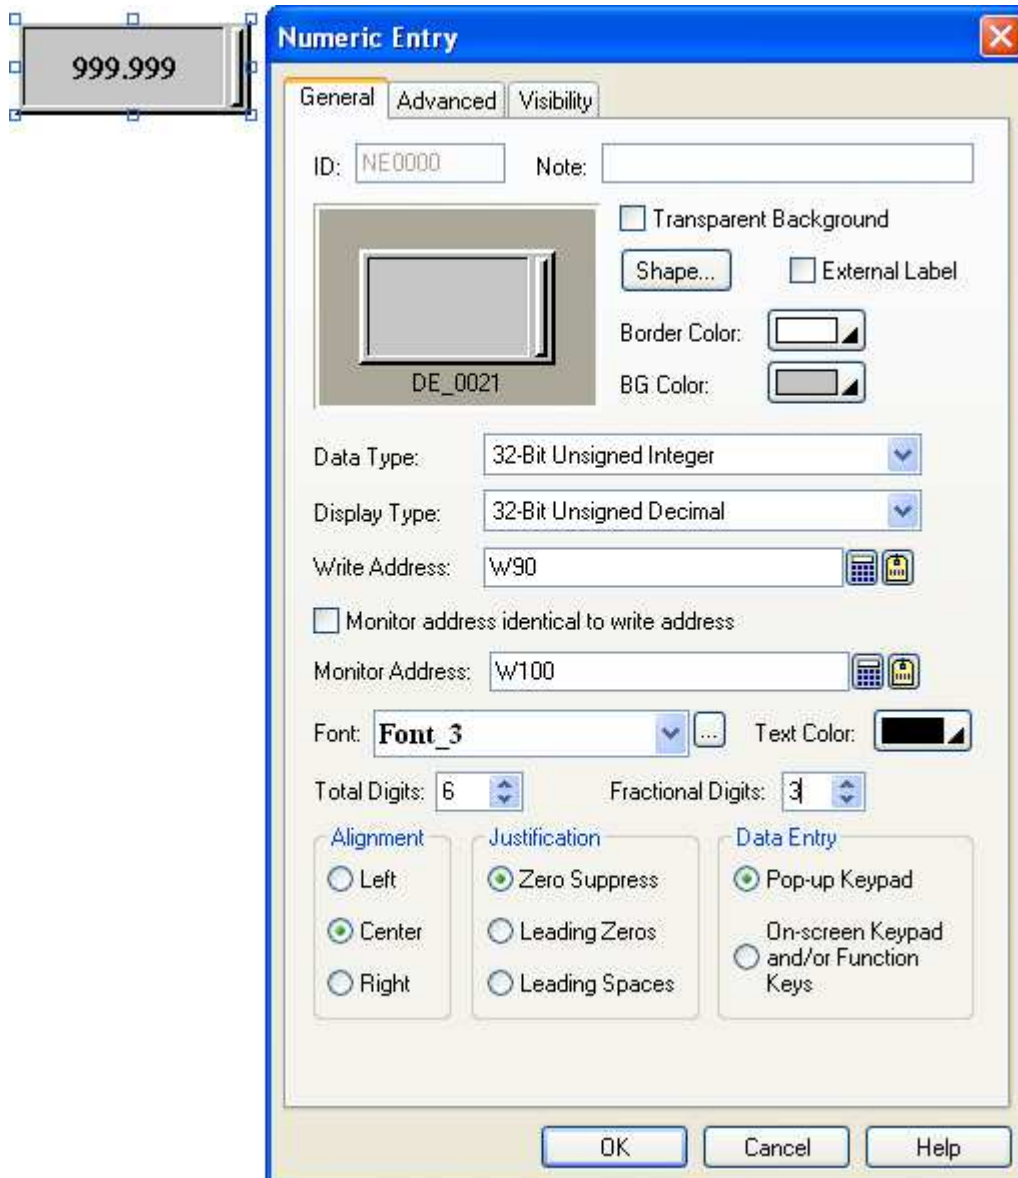 999.999
Numeric Entry
General Advanced Visibility
ID: NE0000 Note:
Transparent Background
Shape... External Label
Border Color:
DE_0021 BG Color:
Data Type: 32-Bit Unsigned Integer
Display Type: 32-Bit Unsigned Decimal
Write Address: W90
Monitor address identical to write address
Monitor Address: W100
Font: Font_3 ... Text Color:
Total Digits: 6 Fractional Digits: 3
Alignment Justification Data Entry
Left Zero Suppress Pop-up Keypad
Center Leading Zeros On-screen Keypad
and/or Function
Right Leading Spaces Keys
OK Cancel Help